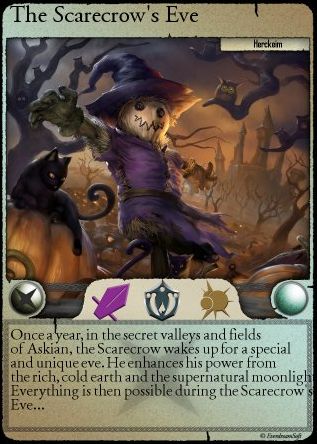 The Scarecrow's Eve
Herckeim
Once a year, in the secret valleys and fields
of Askian, the Scarecrow wakes up for a special
and unique eve. He enhances his power from
the rich, cold earth and the supernatural moonlight
Everything is then possible during the Scarecrow's
Eve...
© EverdreamSoft